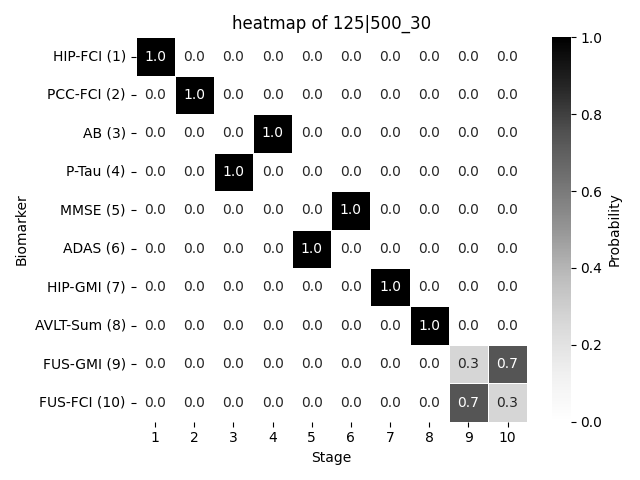 heatmap of 125|500_30
HIP-FCI (1) 1.0 0.0 0.0 0.0 0.0 0.0 0.0 0.0 0.0 0.0
PCC-FCI (2) 0.0 1.0 0.0 0.0 0.0 0.0 0.0 0.0 0.0 0.0
AB (3) 0.0 0.0 0.0 1.0 0.0 0.0 0.0 0.0 0.0 0.0
P-Tau (4) 0.0 0.0 1.0 0.0 0.0 0.0 0.0 0.0 0.0 0.0
MMSE (5) 0.0 0.0 0.0 0.0 0.0 1.0 0.0 0.0 0.0 0.0
ADAS (6) 0.0 0.0 0.0 0.0 1.0 0.0 0.0 0.0 0.0 0.0
HIP-GMI (7) 0.0 0.0 0.0 0.0 0.0 0.0 1.0 0.0 0.0 0.0
AVLT-Sum (8) 0.0 0.0 0.0 0.0 0.0 0.0 0.0 1.0 0.0 0.0
FUS-GMI (9) 0.0 0.0 0.0 0.0 0.0 0.0 0.0 0.0 0.3 0.7
FUS-FCI (10) 0.0 0.0 0.0 0.0 0.0 0.0 0.0 0.0 0.7 0.3
1 2 3 4 5 6 7 8 9 10
Stage
Biomarker
1.0
0.8
0.6
0.4
0.2
0.0
Probability